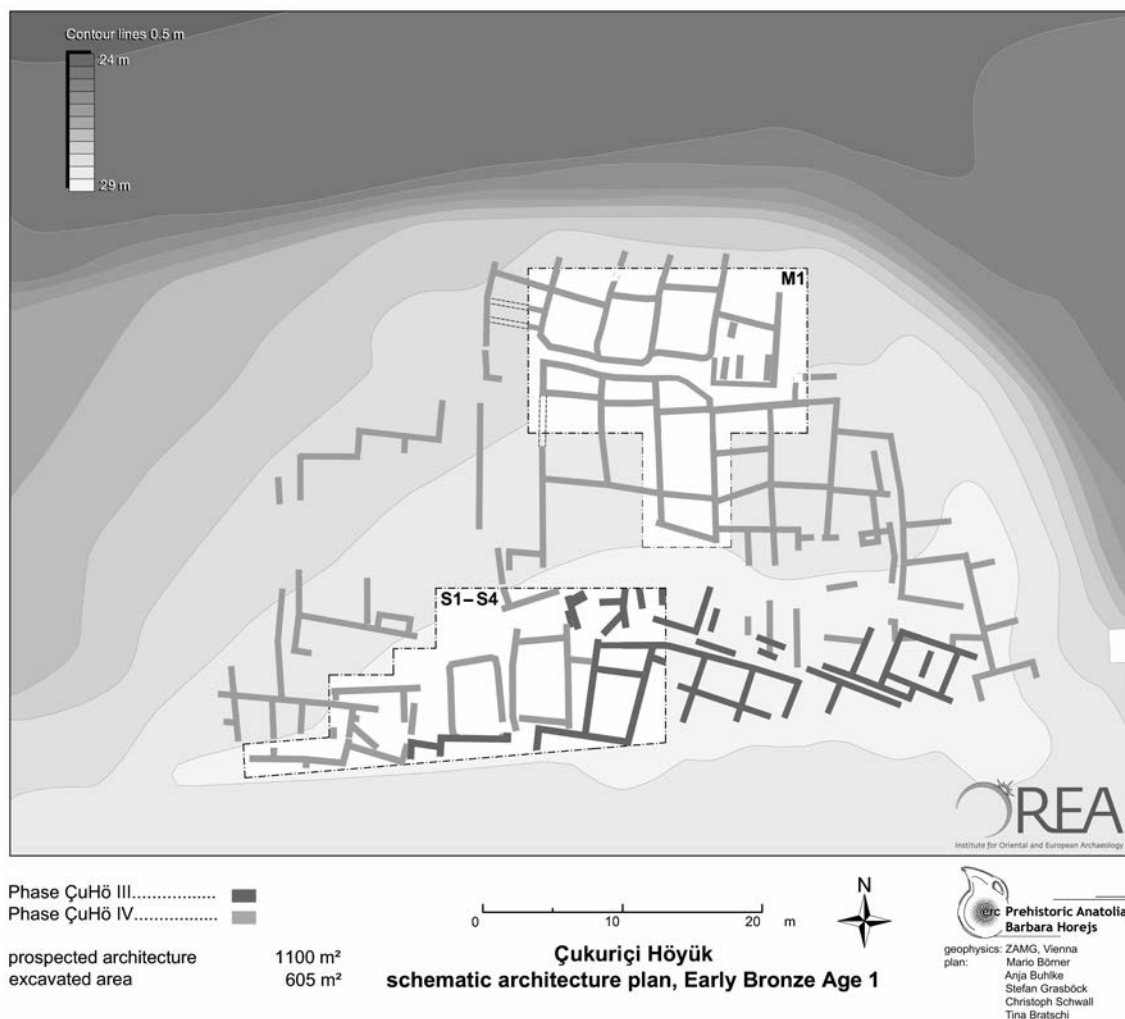 Contour lines 0.5 m
24 m
29 m
M1
S1–S4
OREA
Institute for Oriental and European Archaeology
Phase ÇuHö III.................
Phase ÇuHö IV.................
prospected architecture 1100 m²
excavated area 605 m²
0 10 20 m
N
Çukuriçi Höyük
schematic architecture plan, Early Bronze Age 1
erc Prehistoric Anatolia
Barbara Horejs
geophysics: ZAMG, Vienna
plan: Mario Börner
Anja Buhlke
Stefan Grasböck
Christoph Schwall
Tina Bratschi